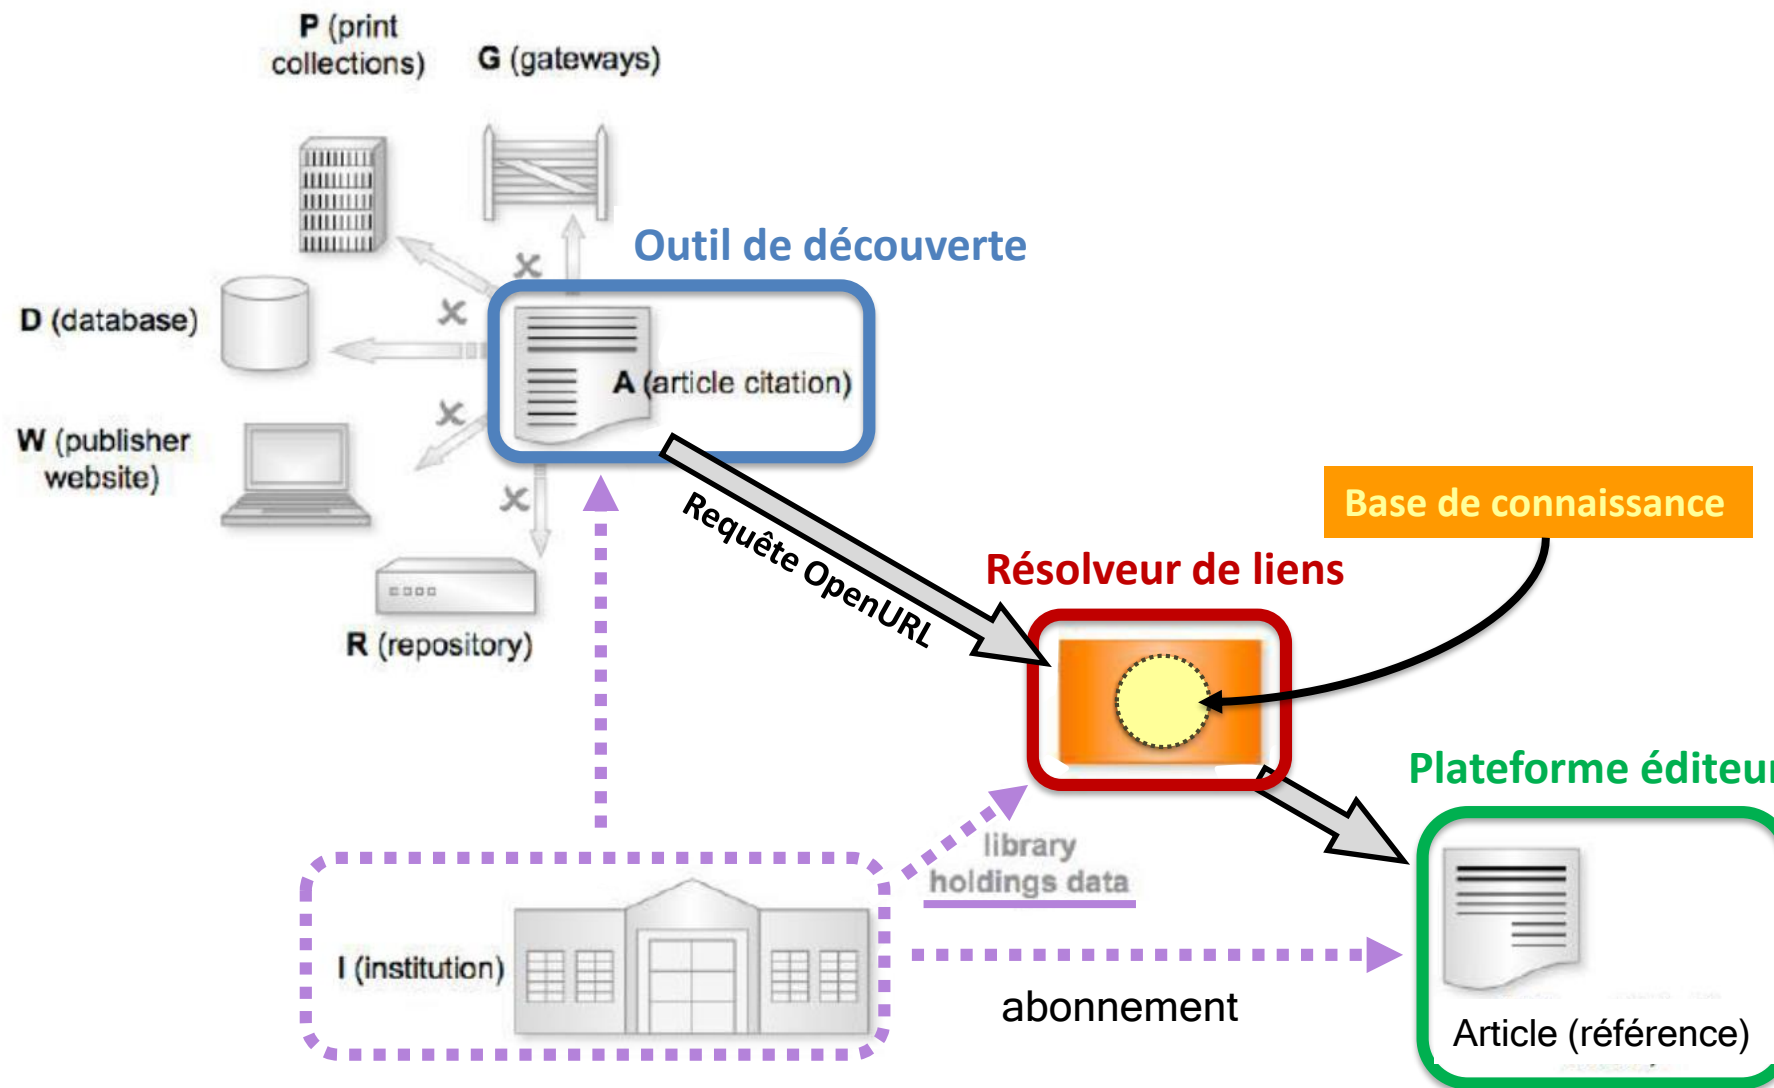 P (print
collections)
G (gateways)
Outil de découverte
D (database)
A (article citation)
W (publisher
website)
Requête OpenURL
Base de connaissance
Résolveur de liens
R (repository)
Plateforme éditeur
library
holdings data
I (institution)
abonnement
Article (référence)